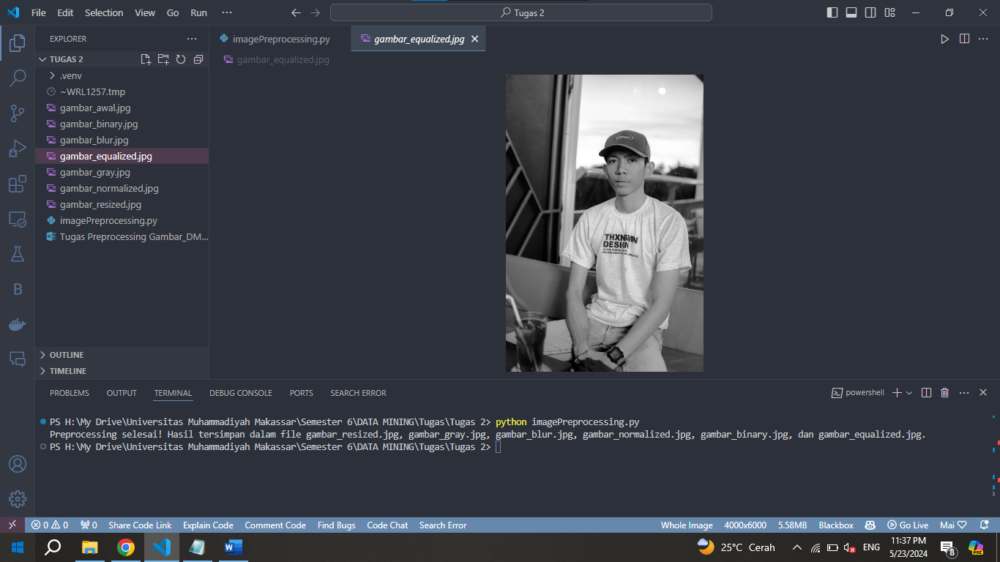 File Edit Selection View Go Run ··· Tugas 2
EXPLORER ···
TUGAS 2
.venv
~WRL1257.tmp
gambar_awal.jpg
gambar_binary.jpg
gambar_blur.jpg
gambar_equalized.jpg
gambar_gray.jpg
gambar_normalized.jpg
gambar_resized.jpg
imagePreprocessing.py
Tugas Preprocessing Gambar_DM...
OUTLINE
TIMELINE
imagePreprocessing.py gambar_equalized.jpg
gambar_equalized.jpg
THXNSMN
DESIGN
PROBLEMS OUTPUT TERMINAL DEBUG CONSOLE PORTS SEARCH ERROR powershell
PS H:\My Drive\Universitas Muhammadiyah Makassar\Semester 6\DATA MINING\Tugas\Tugas 2> python imagePreprocessing.py
Preprocessing selesai! Hasil tersimpan dalam file gambar_resized.jpg, gambar_gray.jpg, gambar_blur.jpg, gambar_normalized.jpg, gambar_binary.jpg, dan gambar_equalized.jpg.
PS H:\My Drive\Universitas Muhammadiyah Makassar\Semester 6\DATA MINING\Tugas\Tugas 2>
0 0 0 Share Code Link Explain Code Comment Code Find Bugs Code Chat Search Error Whole Image 4000x6000 5.58MB Blackbox Go Live Mai
25°C Cerah ENG 11:37 PM
5/23/2024 8